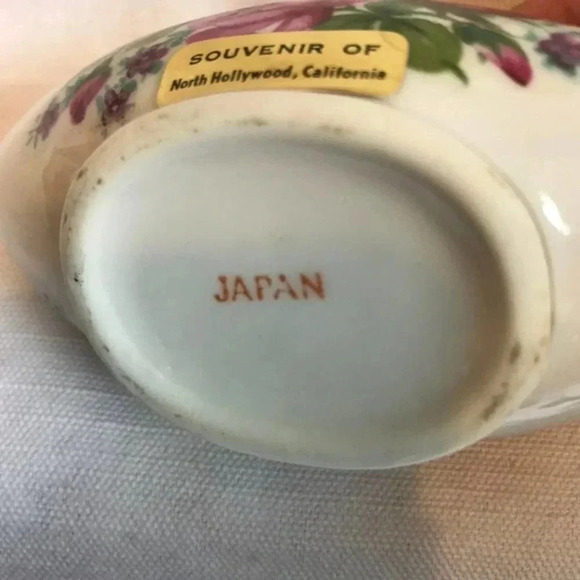 SOUVENIR OF
North Hollywood, California
JAPAN